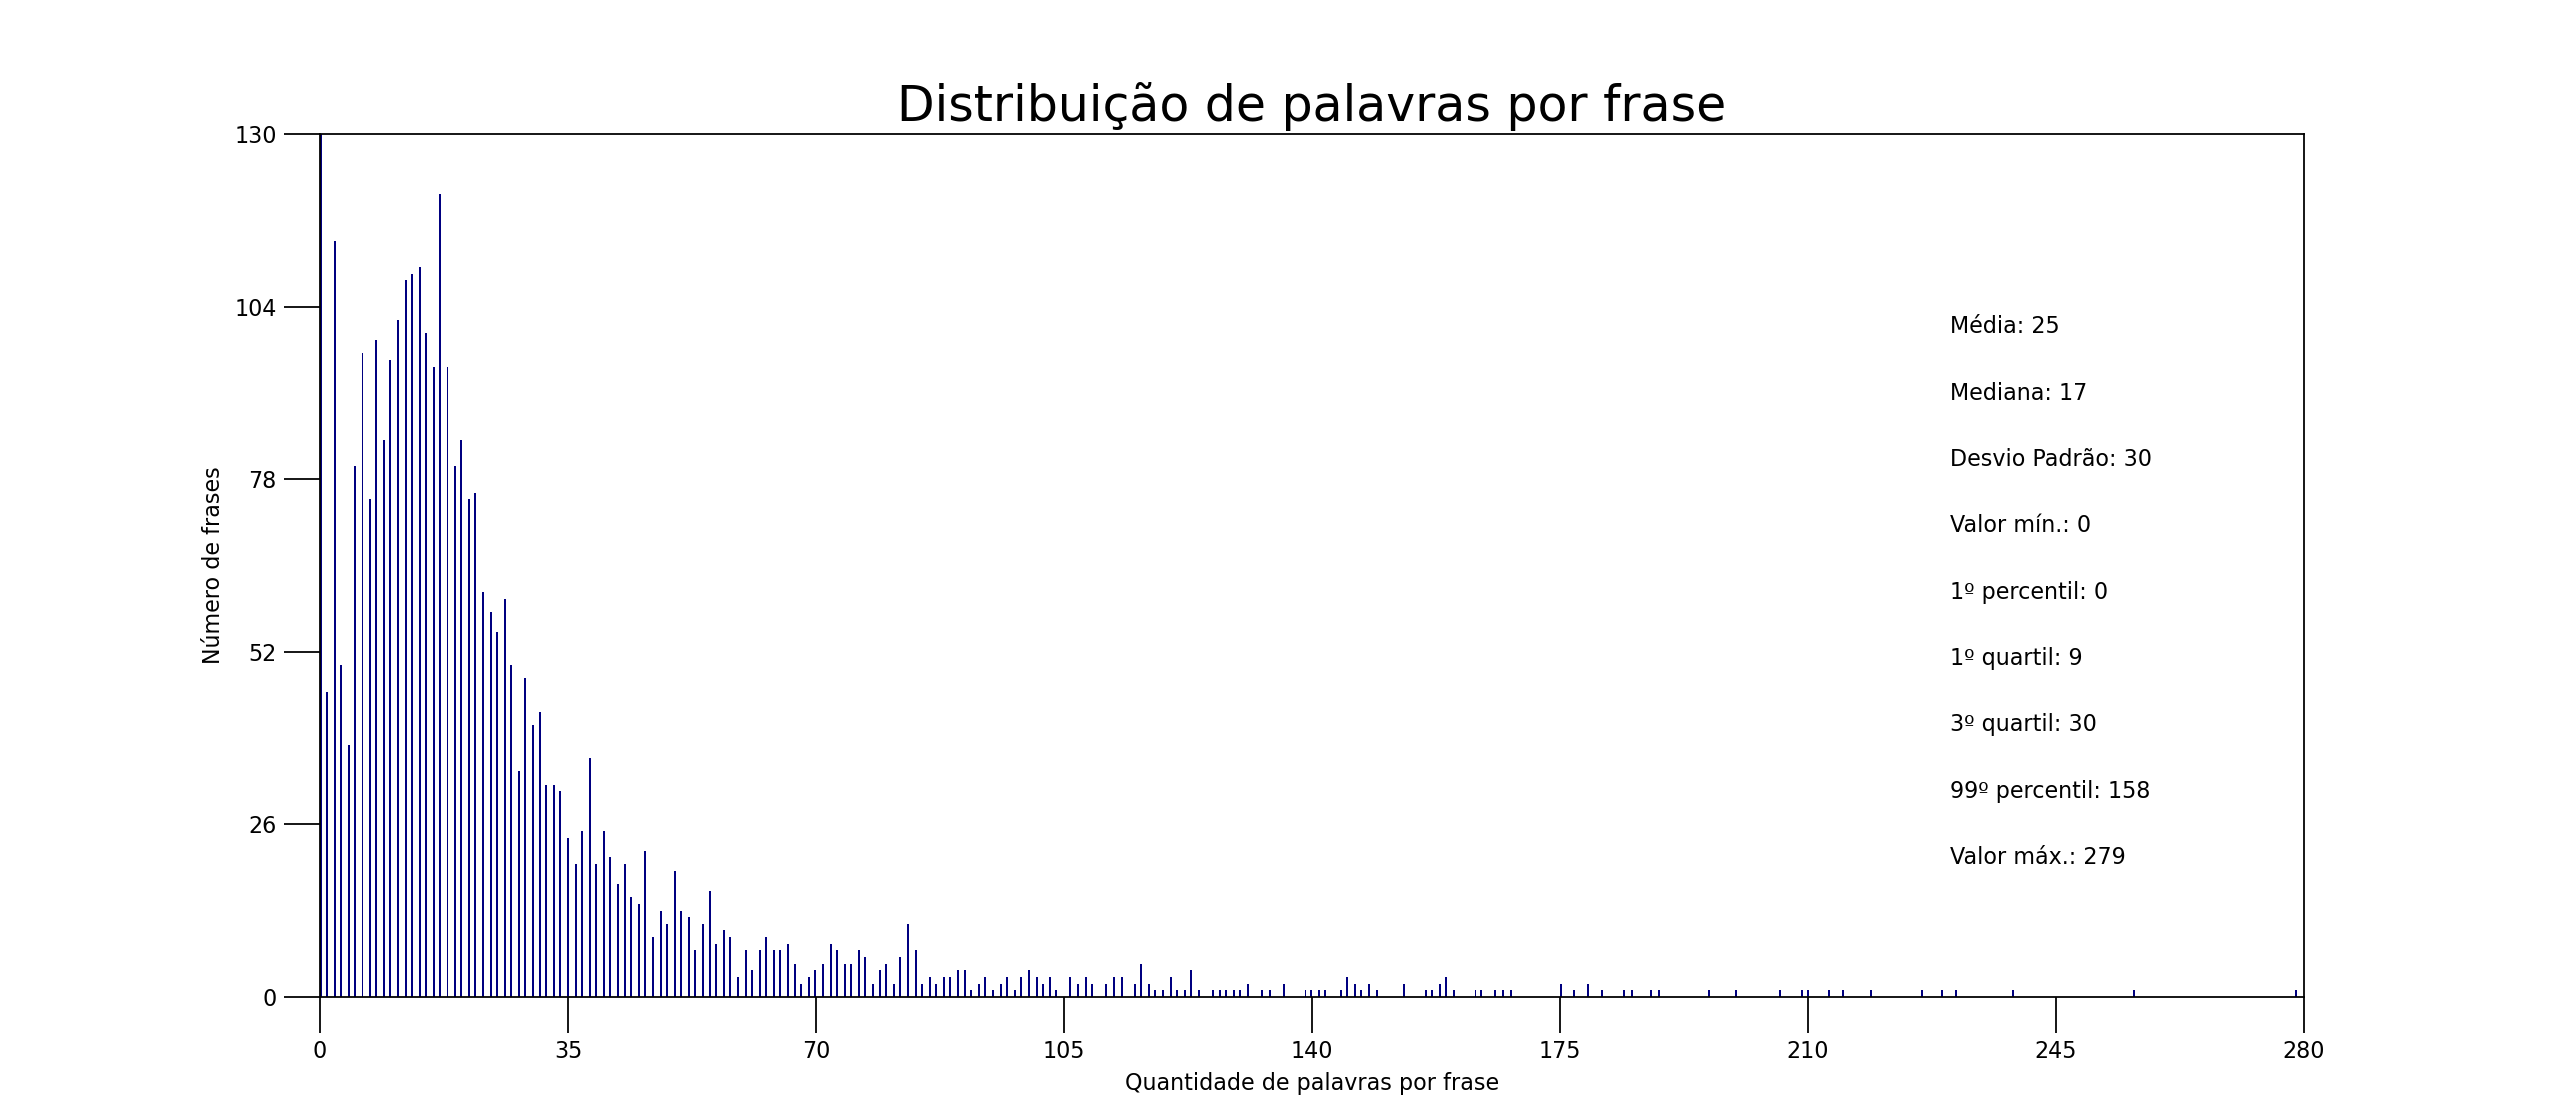 Distribuição de palavras por frase
130
104
78
52
26
0
Número de frases
Média: 25
Mediana: 17
Desvio Padrão: 30
Valor mín.: 0
1º percentil: 0
1º quartil: 9
3º quartil: 30
99º percentil: 158
Valor máx.: 279
0 35 70 105 140 175 210 245 280
Quantidade de palavras por frase